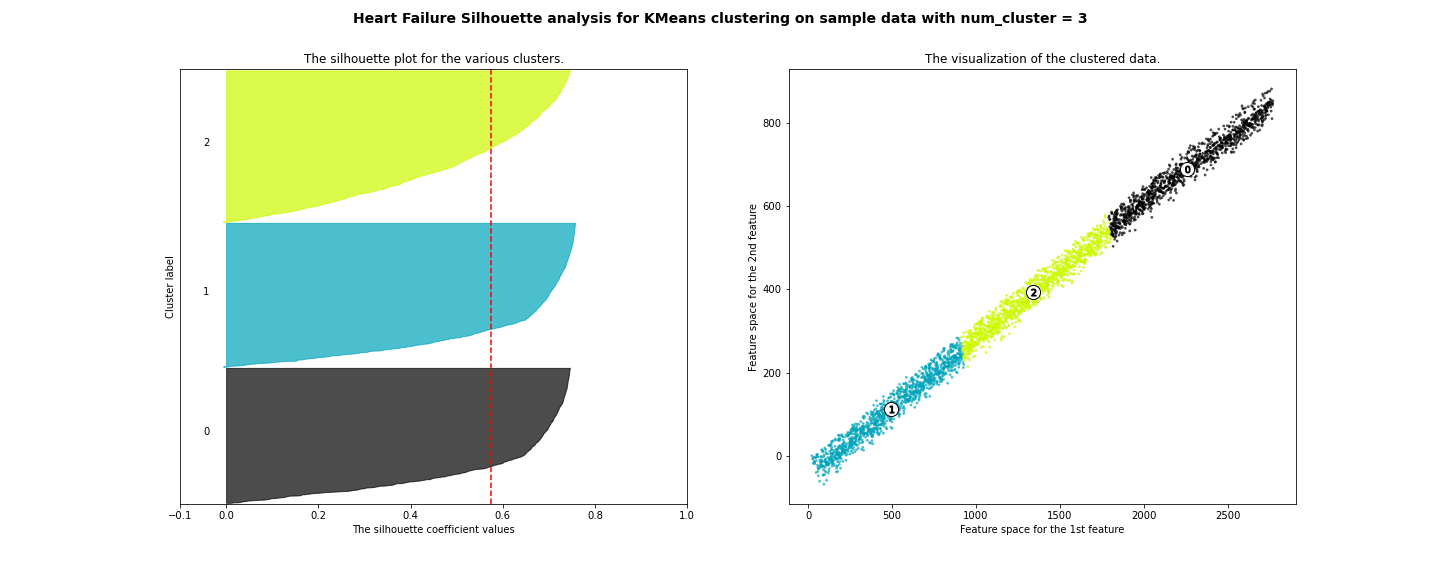 Heart Failure Silhouette analysis for KMeans clustering on sample data with num_cluster = 3
The silhouette plot for the various clusters.
2
1
0
Cluster label
−0.1 0.0 0.2 0.4 0.6 0.8 1.0
The silhouette coefficient values
The visualization of the clustered data.
800
600
400
200
0
Feature space for the 2nd feature
0
2
1
0 500 1000 1500 2000 2500
Feature space for the 1st feature